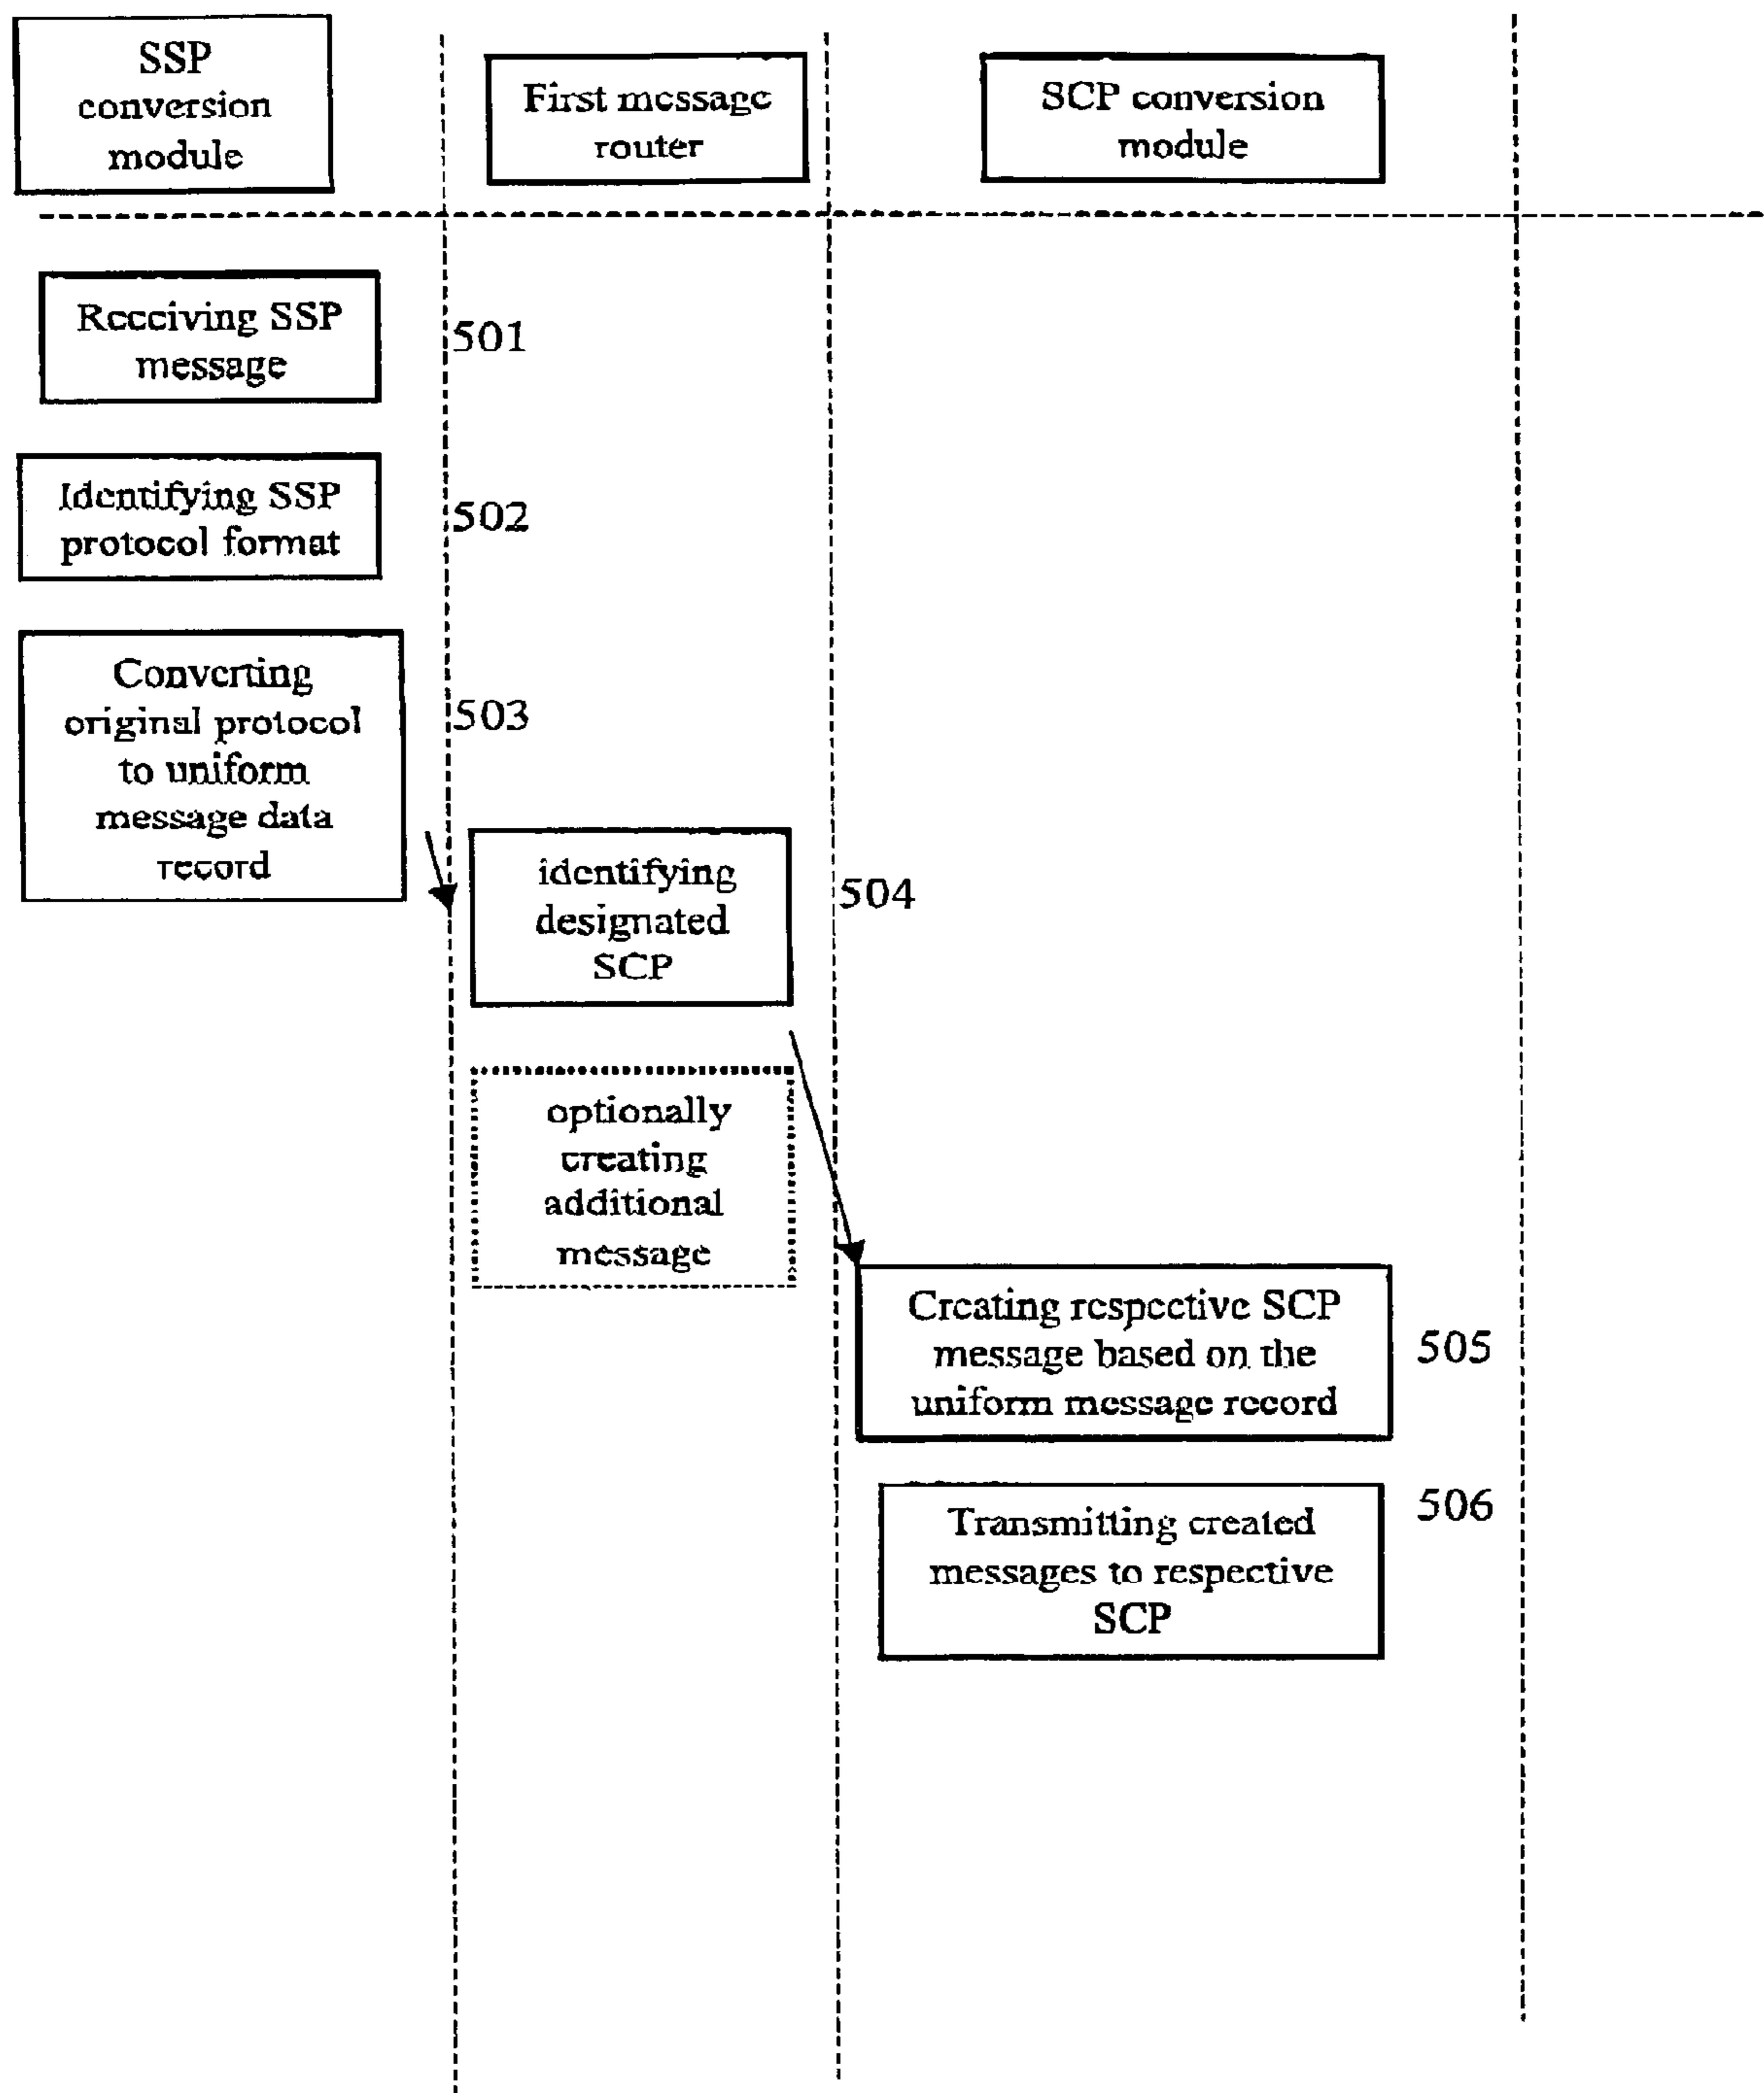 SSP
conversion
module
First message
router
SCP conversion
module
Receiving SSP
message
501
Identifying SSP
protocol format
502
Converting
original protocol
to uniform
message data
record
503
identifying
designated
SCP
504
optionally
creating
additional
message
Creating respective SCP
message based on the
uniform message record
505
Transmitting created
messages to respective
SCP
506